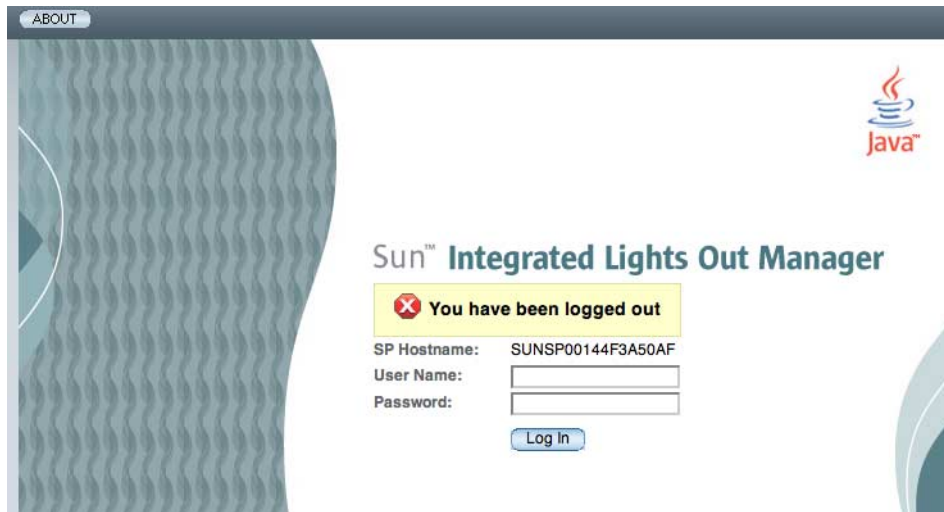 ABOUT
Java™
Sun™ Integrated Lights Out Manager
You have been logged out
SP Hostname: SUNSP00144F3A50AF
User Name:
Password:
Log In